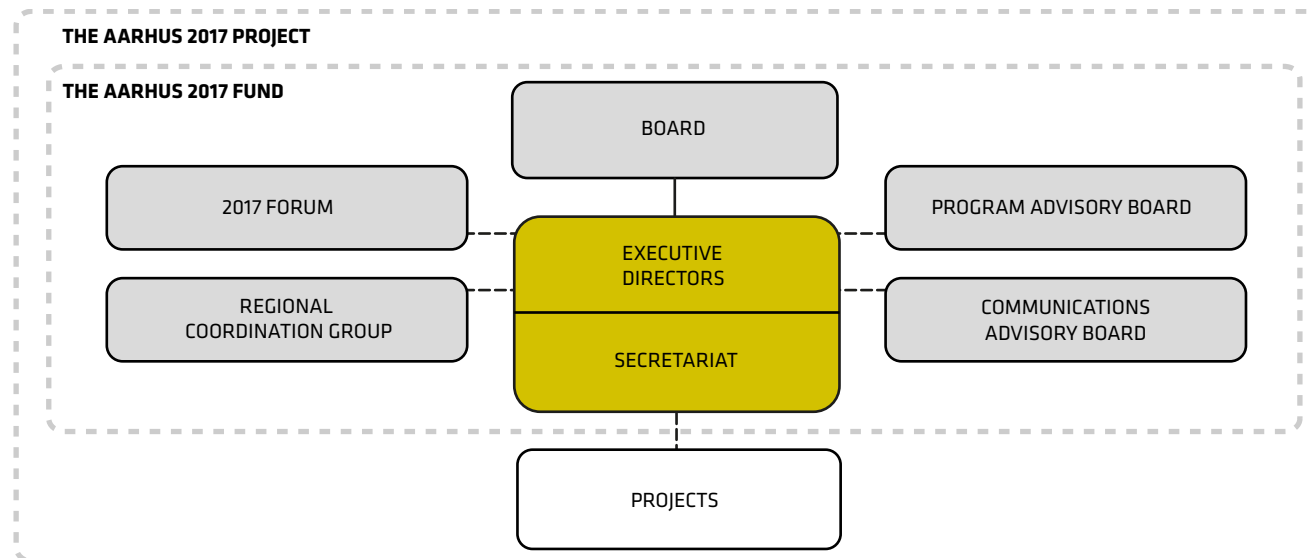 THE AARHUS 2017 PROJECT
THE AARHUS 2017 FUND
BOARD
2017 FORUM
PROGRAM ADVISORY BOARD
EXECUTIVE
DIRECTORS
REGIONAL
COORDINATION GROUP
COMMUNICATIONS
ADVISORY BOARD
SECRETARIAT
PROJECTS